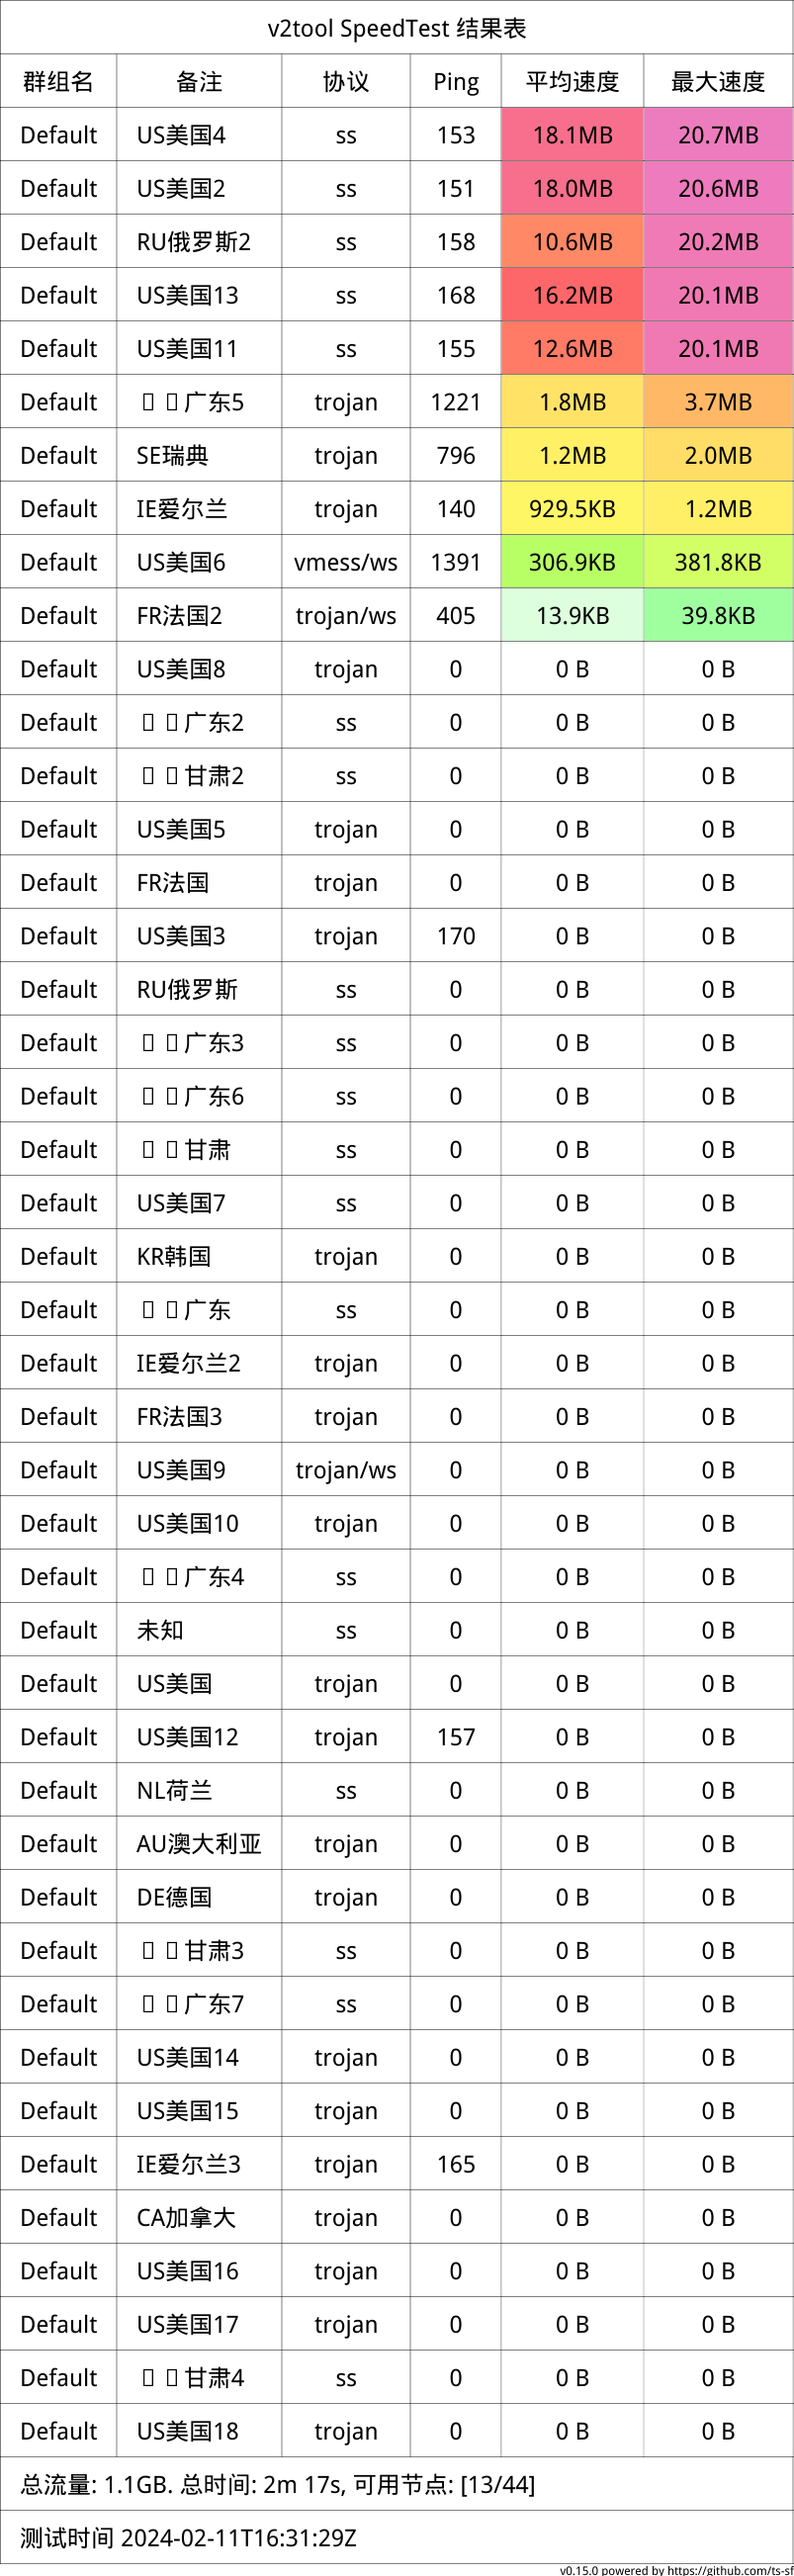 v2tool SpeedTest 结果表
群组名 备注 协议 Ping 平均速度 最大速度
Default US美国4 ss 153 18.1MB 20.7MB
Default US美国2 ss 151 18.0MB 20.6MB
Default RU俄罗斯2 ss 158 10.6MB 20.2MB
Default US美国13 ss 168 16.2MB 20.1MB
Default US美国11 ss 155 12.6MB 20.1MB
Default 广东5 trojan 1221 1.8MB 3.7MB
Default SE瑞典 trojan 796 1.2MB 2.0MB
Default IE爱尔兰 trojan 140 929.5KB 1.2MB
Default US美国6 vmess/ws 1391 306.9KB 381.8KB
Default FR法国2 trojan/ws 405 13.9KB 39.8KB
Default US美国8 trojan 0 0 B 0 B
Default 广东2 ss 0 0 B 0 B
Default 甘肃2 ss 0 0 B 0 B
Default US美国5 trojan 0 0 B 0 B
Default FR法国 trojan 0 0 B 0 B
Default US美国3 trojan 170 0 B 0 B
Default RU俄罗斯 ss 0 0 B 0 B
Default 广东3 ss 0 0 B 0 B
Default 广东6 ss 0 0 B 0 B
Default 甘肃 ss 0 0 B 0 B
Default US美国7 ss 0 0 B 0 B
Default KR韩国 trojan 0 0 B 0 B
Default 广东 ss 0 0 B 0 B
Default IE爱尔兰2 trojan 0 0 B 0 B
Default FR法国3 trojan 0 0 B 0 B
Default US美国9 trojan/ws 0 0 B 0 B
Default US美国10 trojan 0 0 B 0 B
Default 广东4 ss 0 0 B 0 B
Default 未知 ss 0 0 B 0 B
Default US美国 trojan 0 0 B 0 B
Default US美国12 trojan 157 0 B 0 B
Default NL荷兰 ss 0 0 B 0 B
Default AU澳大利亚 trojan 0 0 B 0 B
Default DE德国 trojan 0 0 B 0 B
Default 甘肃3 ss 0 0 B 0 B
Default 广东7 ss 0 0 B 0 B
Default US美国14 trojan 0 0 B 0 B
Default US美国15 trojan 0 0 B 0 B
Default IE爱尔兰3 trojan 165 0 B 0 B
Default CA加拿大 trojan 0 0 B 0 B
Default US美国16 trojan 0 0 B 0 B
Default US美国17 trojan 0 0 B 0 B
Default 甘肃4 ss 0 0 B 0 B
Default US美国18 trojan 0 0 B 0 B
总流量: 1.1GB. 总时间: 2m 17s, 可用节点: [13/44]
测试时间 2024-02-11T16:31:29Z
v0.15.0 powered by https://github.com/ts-sf